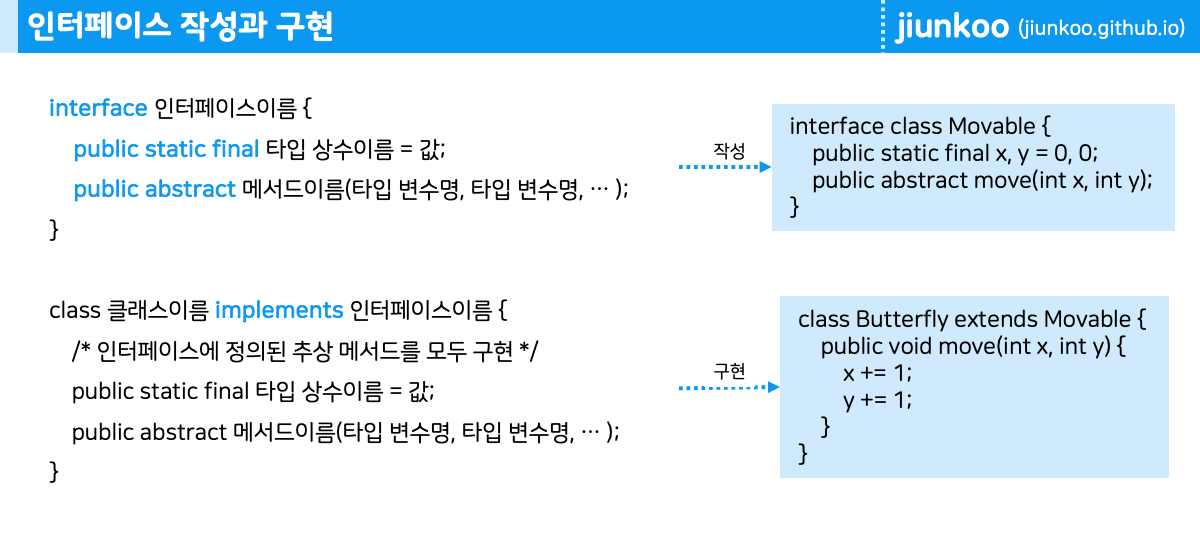 인터페이스 작성과 구현
jiunkoo (jiunkoo.github.io)
interface 인터페이스이름 {
public static final 타입 상수이름 = 값;
public abstract 메서드이름(타입 변수명, 타입 변수명, … );
}
작성
interface class Movable {
public static final x, y = 0, 0;
public abstract move(int x, int y);
}
class 클래스이름 implements 인터페이스이름 {
/* 인터페이스에 정의된 추상 메서드를 모두 구현 */
public static final 타입 상수이름 = 값;
public abstract 메서드이름(타입 변수명, 타입 변수명, … );
}
구현
class Butterfly extends Movable {
public void move(int x, int y) {
x += 1;
y += 1;
}
}